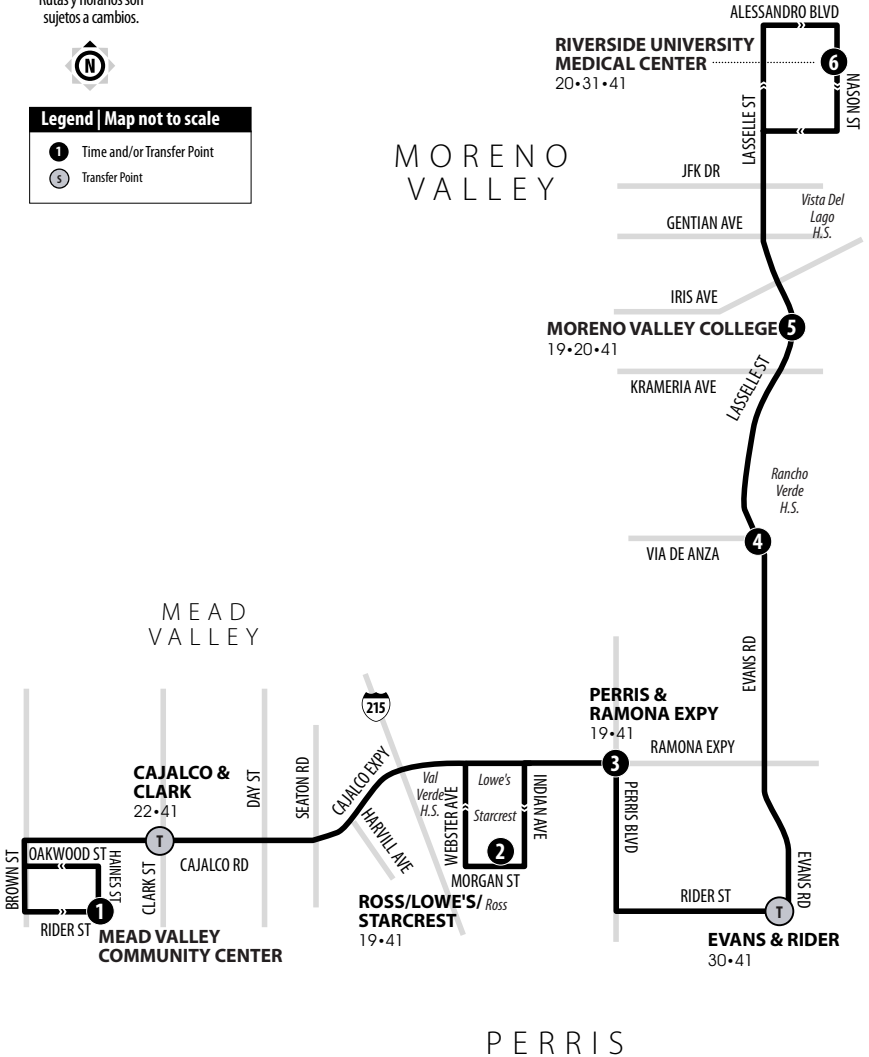 Rutas y horarios son
sujetos a cambios.
N
Legend | Map not to scale
1 Time and/or Transfer Point
S Transfer Point
ALESSANDRO BLVD
RIVERSIDE UNIVERSITY
MEDICAL CENTER
20•31•41
6
NASON ST
LASSELLE ST
MORENO
VALLEY
JFK DR
Vista Del
Lago
H.S.
GENTIAN AVE
IRIS AVE
MORENO VALLEY COLLEGE
5
19•20•41
KRAMERIA AVE
LASSELLE ST
Rancho
Verde
H.S.
4
VIA DE ANZA
MEAD
VALLEY
EVANS RD
215
PERRIS &
RAMONA EXPY
19•41
3
RAMONA EXPY
CAJALCO &
CLARK
22•41
T
DAY ST
SEATON RD
CAJALCO EXPY
HARVILL AVE
Val
Verde
H.S.
WEBSTER AVE
Lowe's
Starcrest
2
INDIAN AVE
PERRIS BLVD
MORGAN ST
BROWN ST
OAKWOOD ST
HAINES ST
CLARK ST
CAJALCO RD
1
RIDER ST
MEAD VALLEY
COMMUNITY CENTER
ROSS/LOWE'S/ Ross
STARCREST
19•41
RIDER ST
EVANS RD
T
EVANS & RIDER
30•41
PERRIS